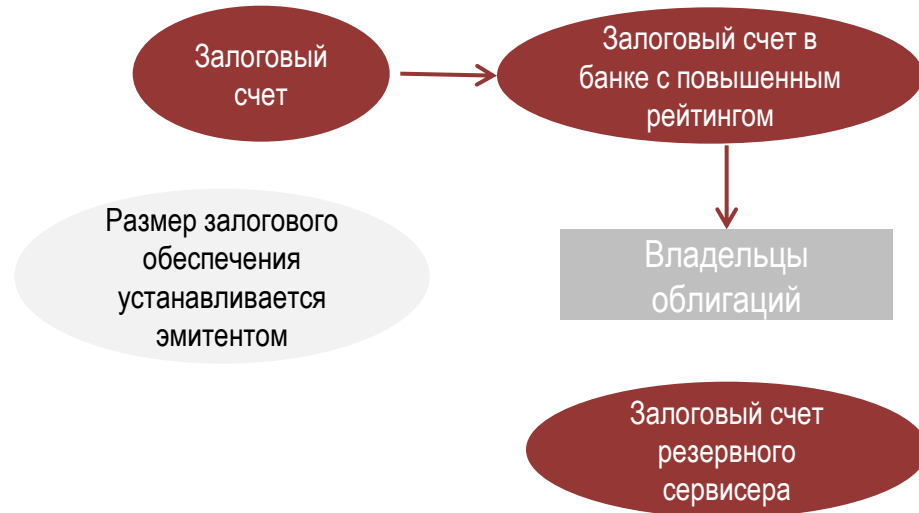 Залоговый
счет
Залоговый счет в
банке с повышенным
рейтингом
Размер залогового
обеспечения
устанавливается
эмитентом
Владельцы
облигаций
Залоговый счет
резервного
сервисера